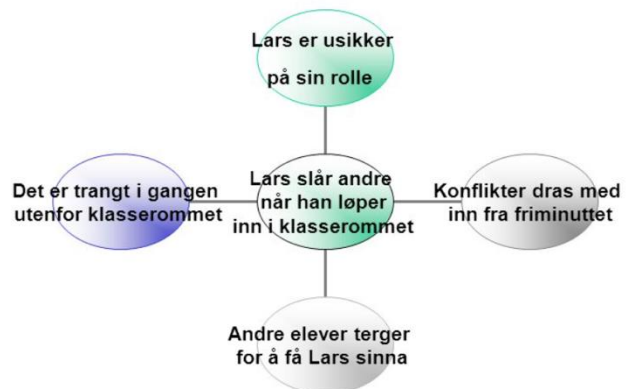 Lars er usikker
på sin rolle
Det er trangt i gangen
utenfor klasserommet
Lars slår andre
når han løper
inn i klasserommet
Konflikter dras med
inn fra friminuttet
Andre elever terger
for å få Lars sinna